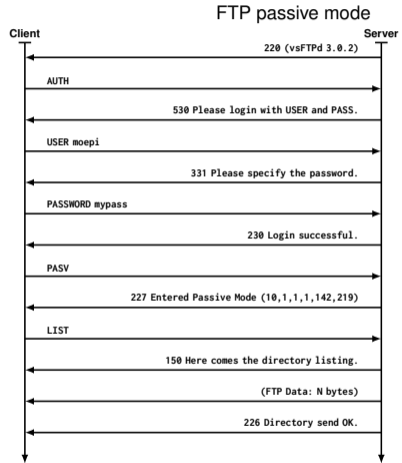 FTP passive mode
Client
Server
220 (vsFTPd 3.0.2)
AUTH
530 Please login with USER and PASS.
USER moepi
331 Please specify the password.
PASSWORD mypass
230 Login successful.
PASV
227 Entered Passive Mode (10,1,1,1,142,219)
LIST
150 Here comes the directory listing.
(FTP Data: N bytes)
226 Directory send OK.